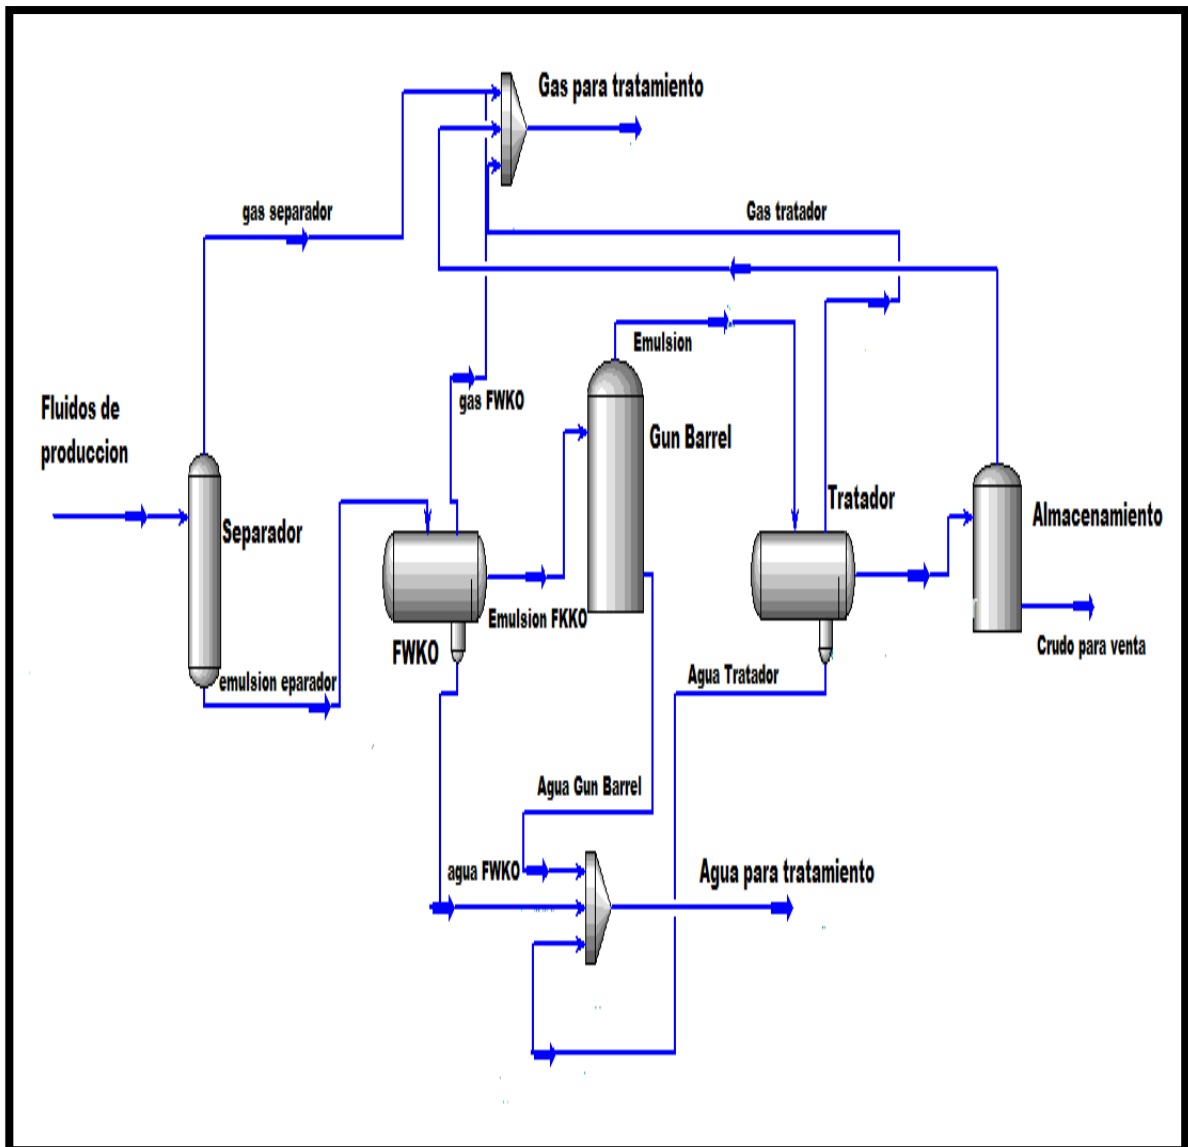 Gas para tratamiento
gas separador
Gas tratador
Emulsion
gas FWKO
Fluidos de
produccion
Gun Barrel
Separador
Tratador
Almacenamiento
Emulsion FKKO
FWKO
Crudo para venta
emulsion eparador
Agua Tratador
Agua Gun Barrel
agua FWKO
Agua para tratamiento